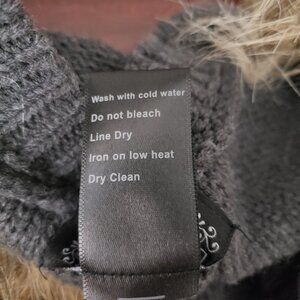 Wash with cold water
Do not bleach
Line Dry
Iron on low heat
Dry Clean